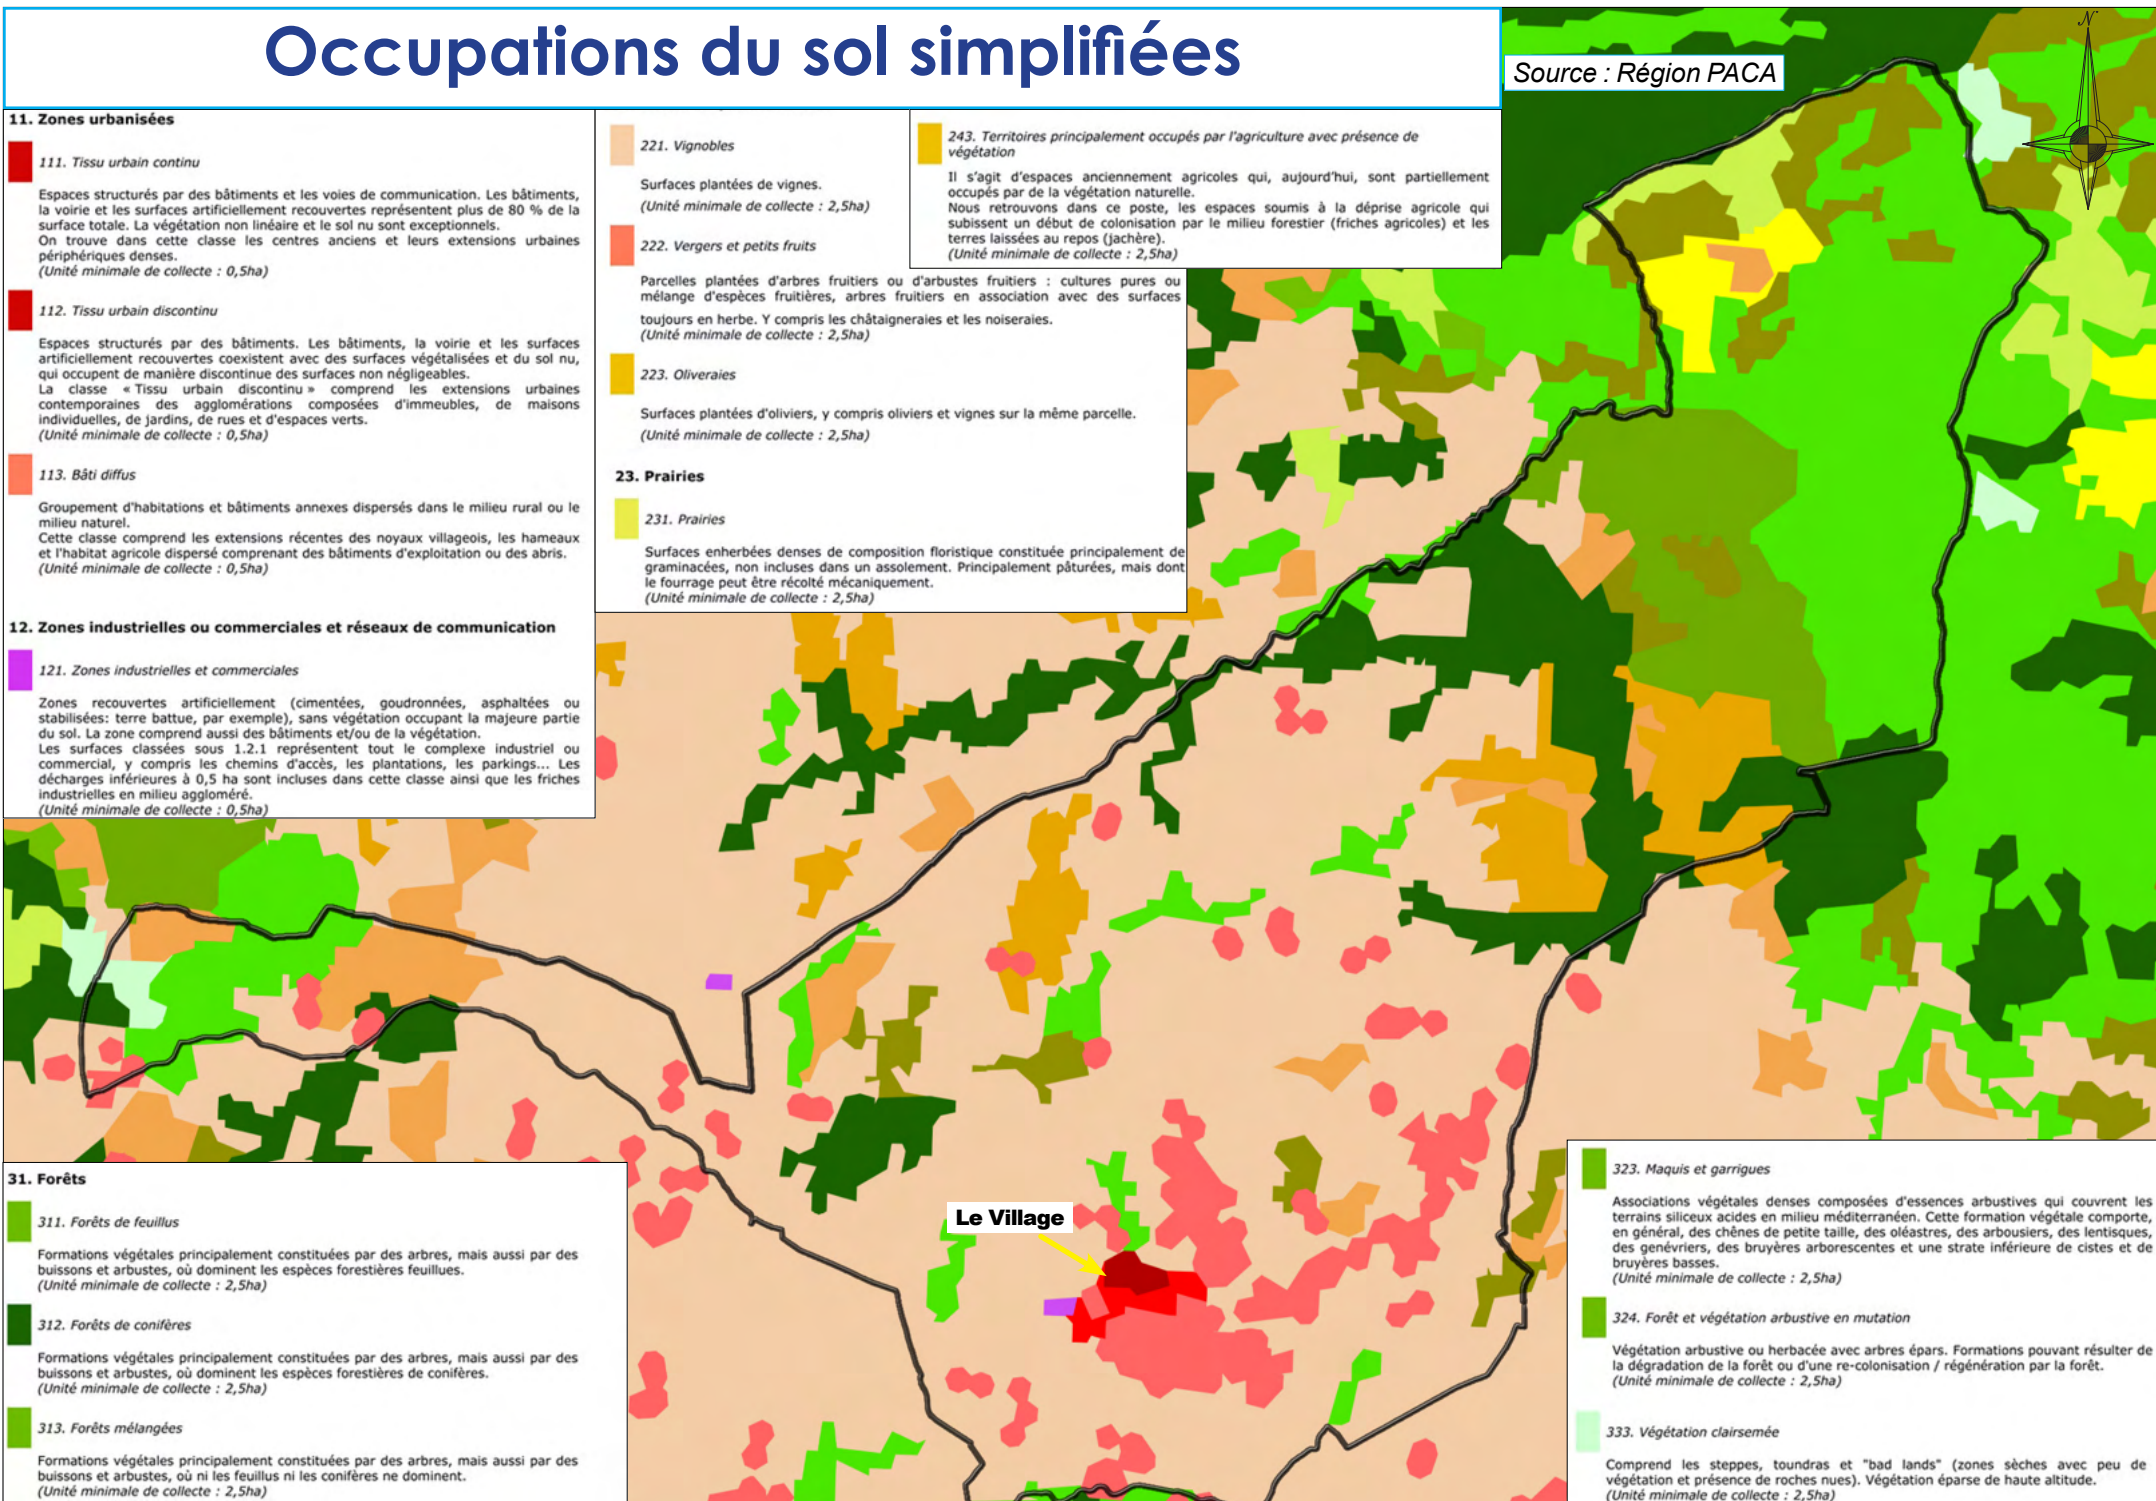 Occupations du sol simplifiées
Source : Région PACA
N
11. Zones urbanisées
111. Tissu urbain continu
Espaces structurés par des bâtiments et les voies de communication. Les bâtiments,
la voirie et les surfaces artificiellement recouvertes représentent plus de 80 % de la
surface totale. La végétation non linéaire et le sol nu sont exceptionnels.
On trouve dans cette classe les centres anciens et leurs extensions urbaines
périphériques denses.
(Unité minimale de collecte : 0,5ha)
112. Tissu urbain discontinu
Espaces structurés par des bâtiments. Les bâtiments, la voirie et les surfaces
artificiellement recouvertes coexistent avec des surfaces végétalisées et du sol nu,
qui occupent de manière discontinue des surfaces non négligeables.
La classe « Tissu urbain discontinu » comprend les extensions urbaines
contemporaines des agglomérations composées d'immeubles, de maisons
individuelles, de jardins, de rues et d'espaces verts.
(Unité minimale de collecte : 0,5ha)
113. Bâti diffus
Groupement d'habitations et bâtiments annexes dispersés dans le milieu rural ou le
milieu naturel.
Cette classe comprend les extensions récentes des noyaux villageois, les hameaux
et l'habitat agricole dispersé comprenant des bâtiments d'exploitation ou des abris.
(Unité minimale de collecte : 0,5ha)
12. Zones industrielles ou commerciales et réseaux de communication
121. Zones industrielles et commerciales
Zones recouvertes artificiellement (cimentées, goudronnées, asphaltées ou
stabilisées: terre battue, par exemple), sans végétation occupant la majeure partie
du sol. La zone comprend aussi des bâtiments et/ou de la végétation.
Les surfaces classées sous 1.2.1 représentent tout le complexe industriel ou
commercial, y compris les chemins d'accès, les plantations, les parkings... Les
décharges inférieures à 0,5 ha sont incluses dans cette classe ainsi que les friches
industrielles en milieu aggloméré.
(Unité minimale de collecte : 0,5ha)
221. Vignobles
Surfaces plantées de vignes.
(Unité minimale de collecte : 2,5ha)
222. Vergers et petits fruits
Parcelles plantées d'arbres fruitiers ou d'arbustes fruitiers : cultures pures ou
mélange d'espèces fruitières, arbres fruitiers en association avec des surfaces
toujours en herbe. Y compris les châtaigneraies et les noiseraies.
(Unité minimale de collecte : 2,5ha)
223. Oliveraies
Surfaces plantées d'oliviers, y compris oliviers et vignes sur la même parcelle.
(Unité minimale de collecte : 2,5ha)
23. Prairies
231. Prairies
Surfaces enherbées denses de composition floristique constituée principalement de
graminacées, non incluses dans un assolement. Principalement pâturées, mais dont
le fourrage peut être récolté mécaniquement.
(Unité minimale de collecte : 2,5ha)
243. Territoires principalement occupés par l'agriculture avec présence de
végétation
Il s'agit d'espaces anciennement agricoles qui, aujourd'hui, sont partiellement
occupés par de la végétation naturelle.
Nous retrouvons dans ce poste, les espaces soumis à la déprise agricole qui
subissent un début de colonisation par le milieu forestier (friches agricoles) et les
terres laissées au repos (jachère).
(Unité minimale de collecte : 2,5ha)
Le Village
31. Forêts
311. Forêts de feuillus
Formations végétales principalement constituées par des arbres, mais aussi par des
buissons et arbustes, où dominent les espèces forestières feuillues.
(Unité minimale de collecte : 2,5ha)
312. Forêts de conifères
Formations végétales principalement constituées par des arbres, mais aussi par des
buissons et arbustes, où dominent les espèces forestières de conifères.
(Unité minimale de collecte : 2,5ha)
313. Forêts mélangées
Formations végétales principalement constituées par des arbres, mais aussi par des
buissons et arbustes, où ni les feuillus ni les conifères ne dominent.
(Unité minimale de collecte : 2,5ha)
323. Maquis et garrigues
Associations végétales denses composées d'essences arbustives qui couvrent les
terrains siliceux acides en milieu méditerranéen. Cette formation végétale comporte,
en général, des chênes de petite taille, des oléastres, des arbousiers, des lentisques,
des genévriers, des bruyères arborescentes et une strate inférieure de cistes et de
bruyères basses.
(Unité minimale de collecte : 2,5ha)
324. Forêt et végétation arbustive en mutation
Végétation arbustive ou herbacée avec arbres épars. Formations pouvant résulter de
la dégradation de la forêt ou d'une re-colonisation / régénération par la forêt.
(Unité minimale de collecte : 2,5ha)
333. Végétation clairsemée
Comprend les steppes, toundras et "bad lands" (zones sèches avec peu de
végétation et présence de roches nues). Végétation éparse de haute altitude.
(Unité minimale de collecte : 2,5ha)